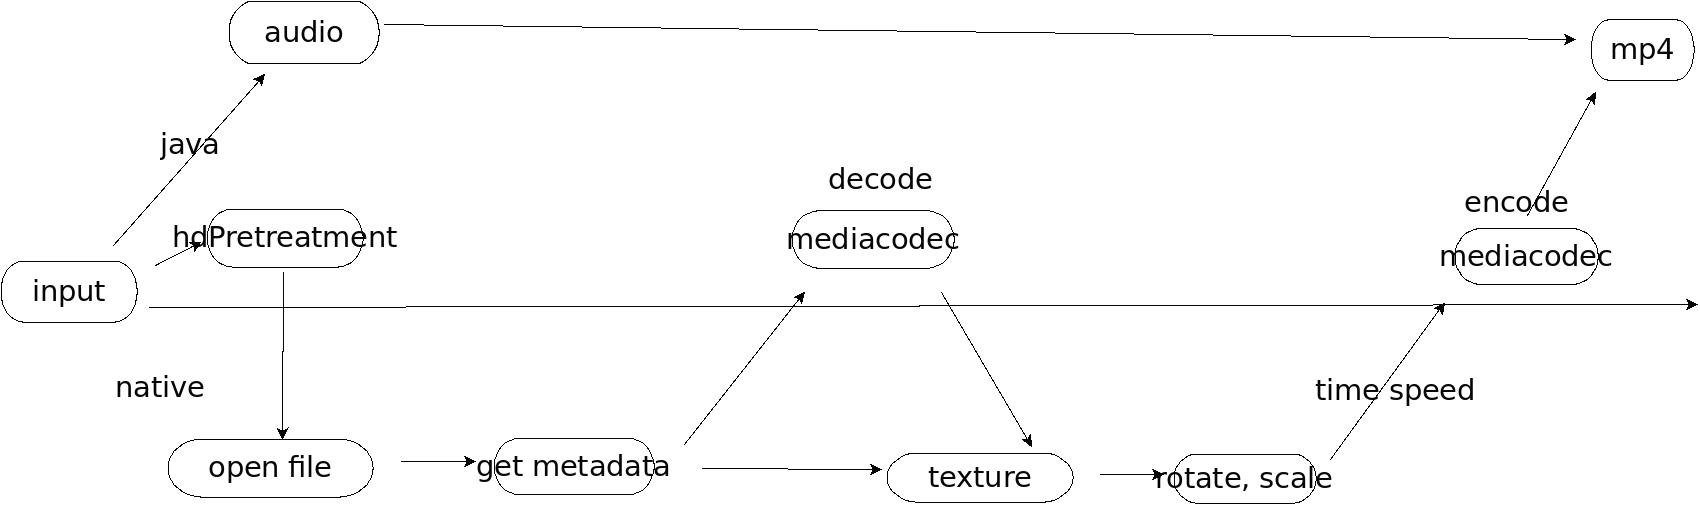 audio
mp4
java
decode
encode
hdPretreatment
mediacodec
mediacodec
input
native
time speed
open file
get metadata
texture
rotate, scale